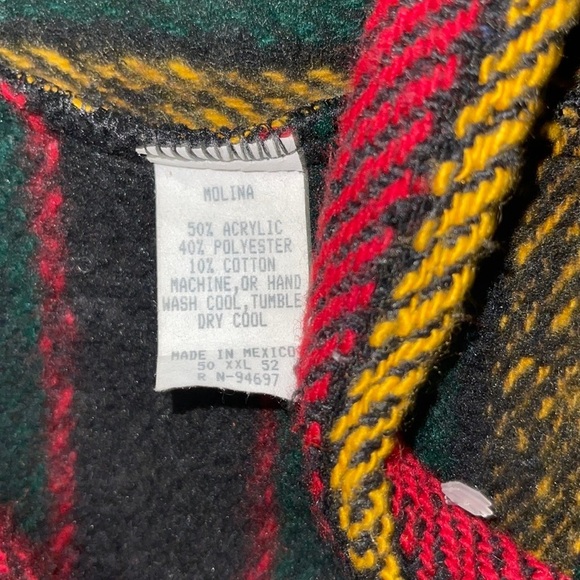 MOLINA
50% ACRYLIC
40% POLYESTER
10% COTTON
MACHINE,OR HAND
WASH COOL,TUMBLE
DRY COOL
MADE IN MEXICO
50 XXL 52
R N-94697